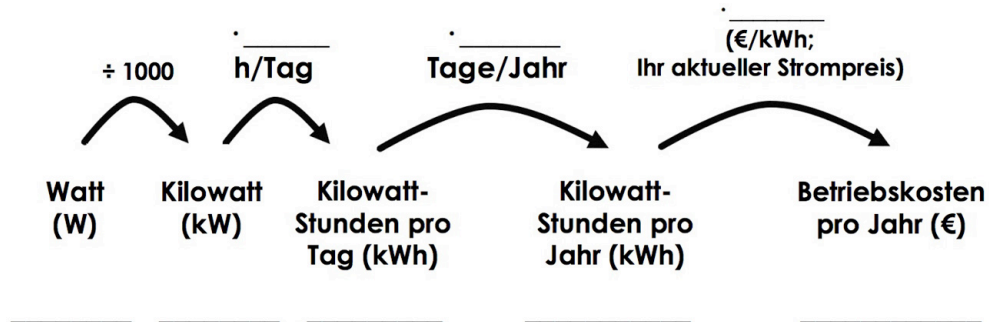 · ______
(€/kWh;
Ihr aktueller Strompreis)
· ______
h/Tag
· ______
Tage/Jahr
÷ 1000
Watt
(W)
Kilowatt
(kW)
Kilowatt-
Stunden pro
Tag (kWh)
Kilowatt-
Stunden pro
Jahr (kWh)
Betriebskosten
pro Jahr (€)